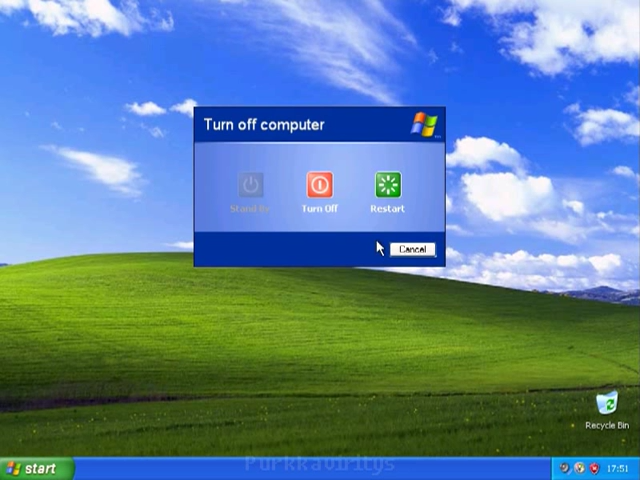 Turn off computer
Stand By
Turn Off
Restart
Cancel
Recycle Bin
start
Purkkaviritys
17:51